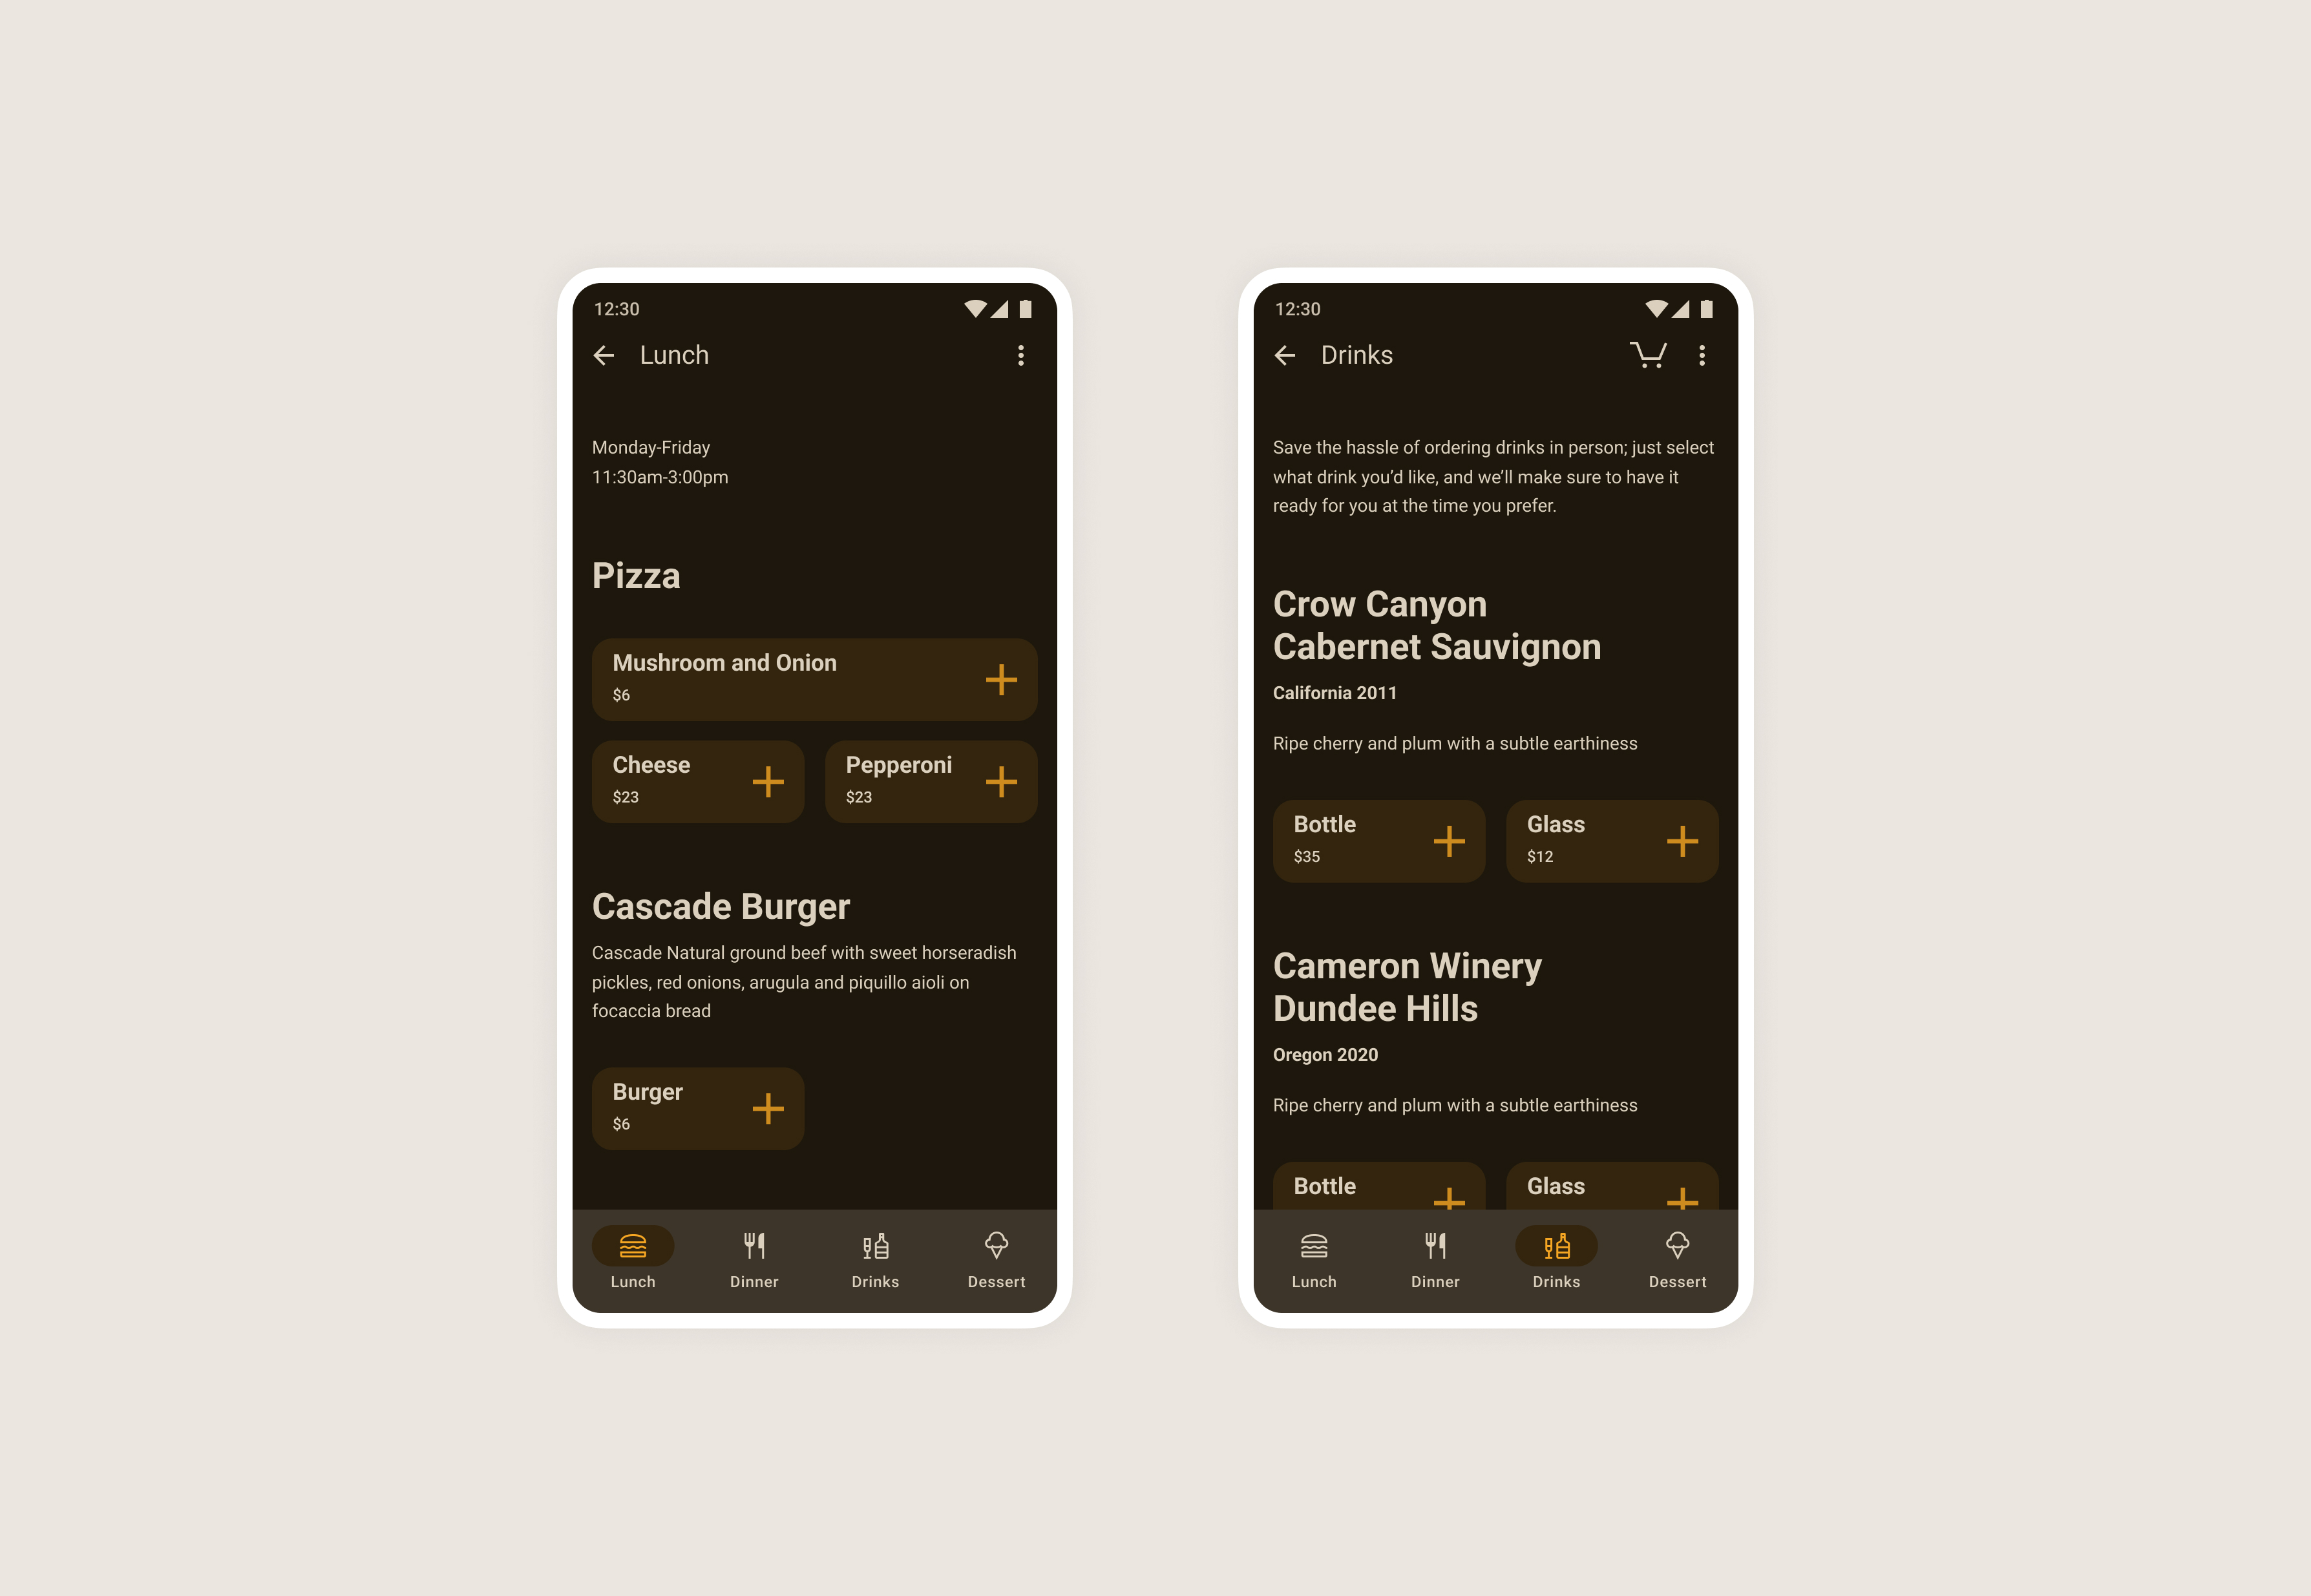 12:30
Lunch
Monday-Friday
11:30am-3:00pm
Pizza
Mushroom and Onion
$6
Cheese
$23
Pepperoni
$23
Cascade Burger
Cascade Natural ground beef with sweet horseradish
pickles, red onions, arugula and piquillo aioli on
focaccia bread
Burger
$6
Lunch
Dinner
Drinks
Dessert
12:30
Drinks
Save the hassle of ordering drinks in person; just select
what drink you’d like, and we’ll make sure to have it
ready for you at the time you prefer.
Crow Canyon
Cabernet Sauvignon
California 2011
Ripe cherry and plum with a subtle earthiness
Bottle
$35
Glass
$12
Cameron Winery
Dundee Hills
Oregon 2020
Ripe cherry and plum with a subtle earthiness
Bottle
Glass
Lunch
Dinner
Drinks
Dessert